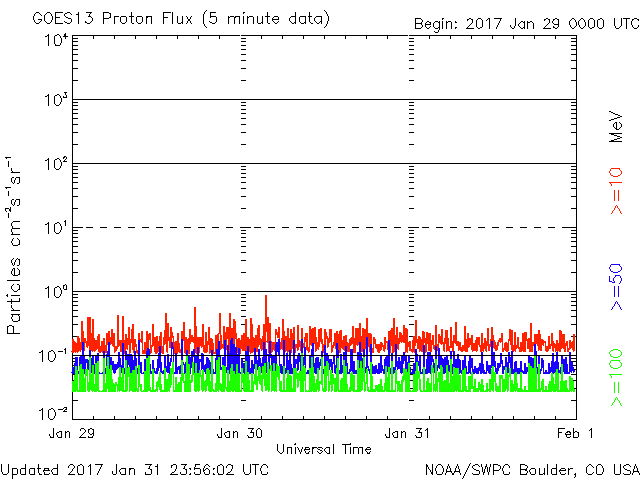 GOES13 Proton Flux (5 minute data)
Begin: 2017 Jan 29 0000 UTC
Particles cm⁻²s⁻¹sr⁻¹
10⁴
10³
10²
10¹
10⁰
10⁻¹
10⁻²
Jan 29
Jan 30
Jan 31
Feb 1
Universal Time
MeV
>=10
>=50
>=100
Updated 2017 Jan 31 23:56:02 UTC
NOAA/SWPC Boulder, CO USA